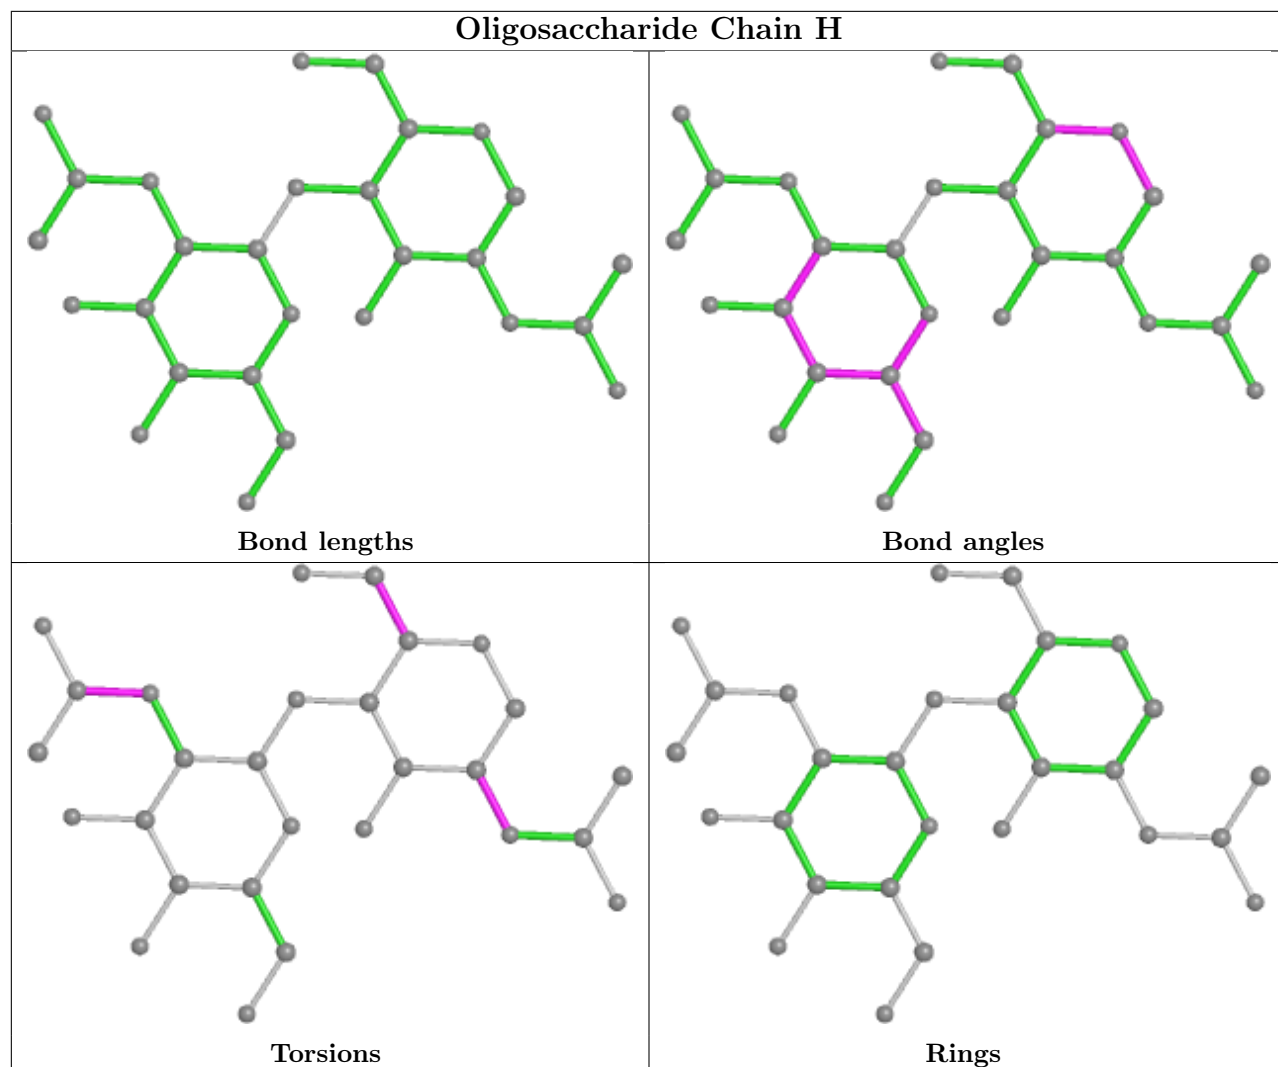 Oligosaccharide Chain H
Bond lengths
Bond angles
Torsions
Rings